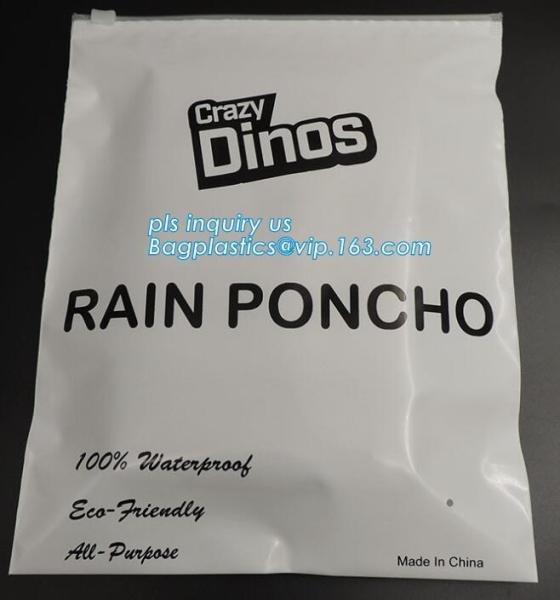 Crazy
Dinos
pls inquiry us
Bagplastics@vip.163.com
RAIN PONCHO
100% Waterproof
Eco-Friendly
All-Purpose
Made In China